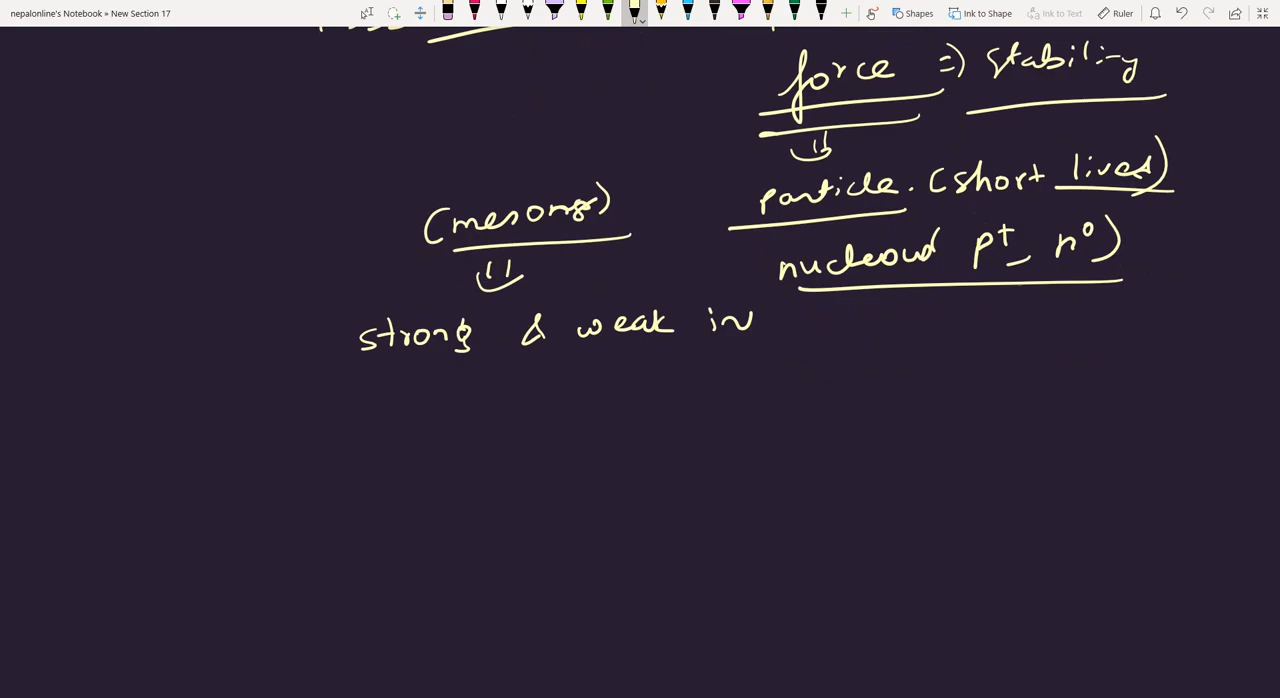 nepalonline's Notebook » New Section 17
Shapes Ink to Shape Ink to Text Ruler
force => stability
particle. (short lived)
(mesons)
p+, n0)
strong & weak in